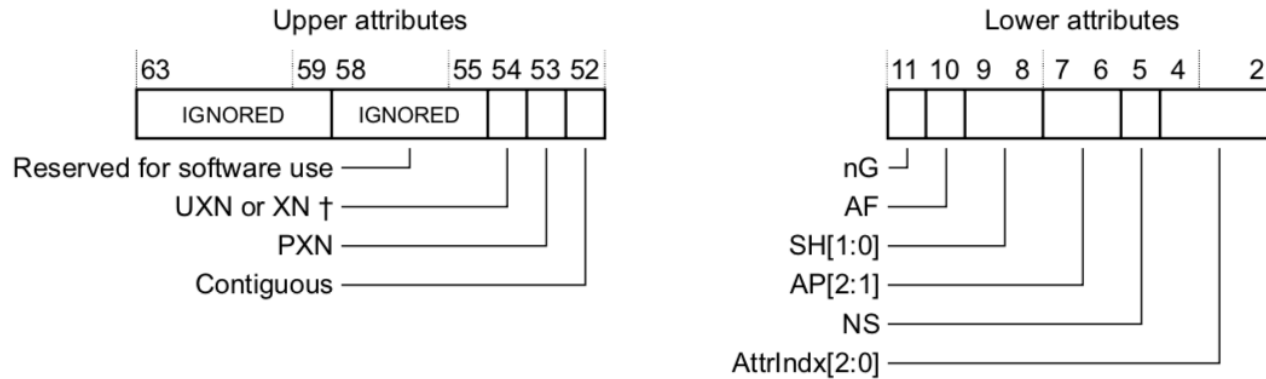 Upper attributes
63 59 58 55 54 53 52
IGNORED IGNORED
Reserved for software use
UXN or XN †
PXN
Contiguous
Lower attributes
11 10 9 8 7 6 5 4 2
nG
AF
SH[1:0]
AP[2:1]
NS
AttrIndx[2:0]